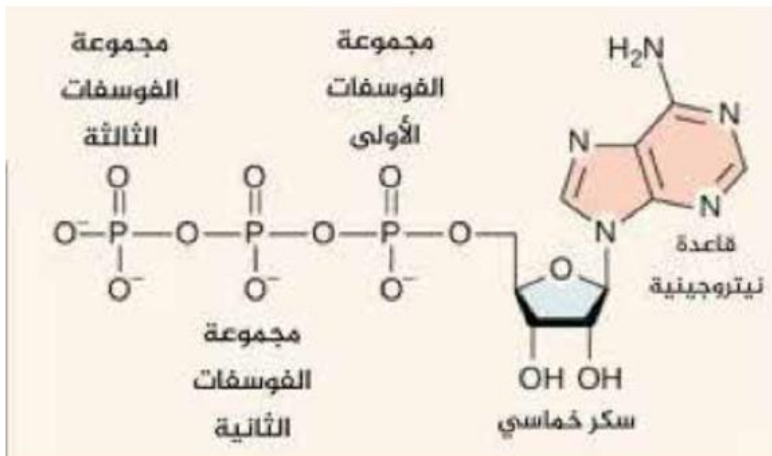 مجموعة
الفوسفات
الثالثة
مجموعة
الفوسفات
الأولى
H₂N
N
N
N
N
O
O
O
O⁻
P
O
P
O
P
O
O⁻
O⁻
O⁻
O
قاعدة
نيتروجينية
مجموعة
الفوسفات
الثانية
OH OH
سكر خماسي